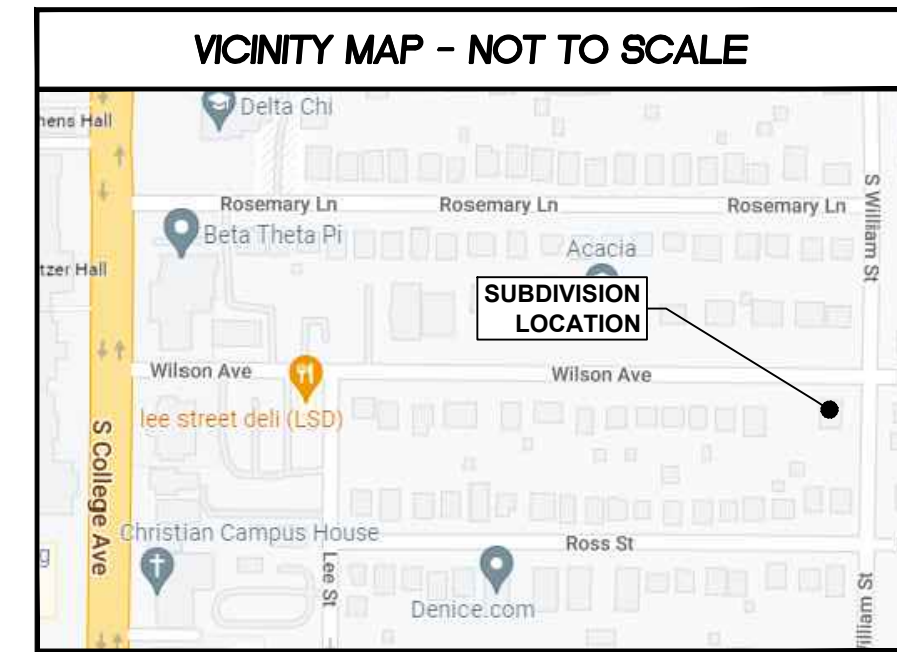 VICINITY MAP - NOT TO SCALE
hens Hall
Delta Chi
Rosemary Ln
Rosemary Ln
Rosemary Ln
S William St
Beta Theta Pi
Acacia
tzer Hall
SUBDIVISION
LOCATION
Wilson Ave
Wilson Ave
lee street deli (LSD)
S College Ave
Christian Campus House
Ross St
g
Lee St
Denice.com
illiam St